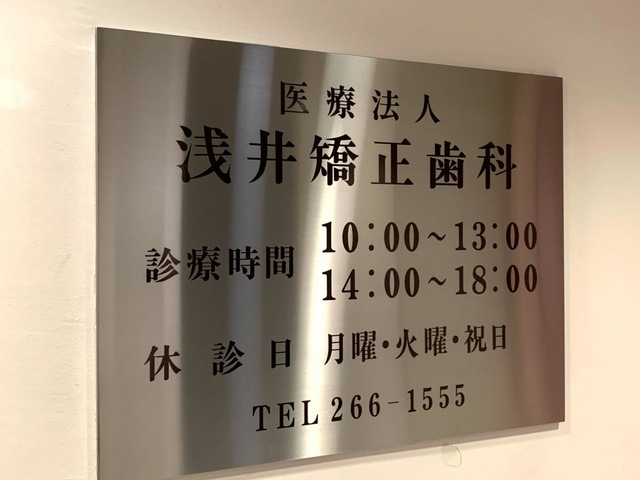 医療法人
浅井矯正歯科
診療時間 10:00~13:00
14:00~18:00
休診日 月曜・火曜・祝日
TEL 266-1555